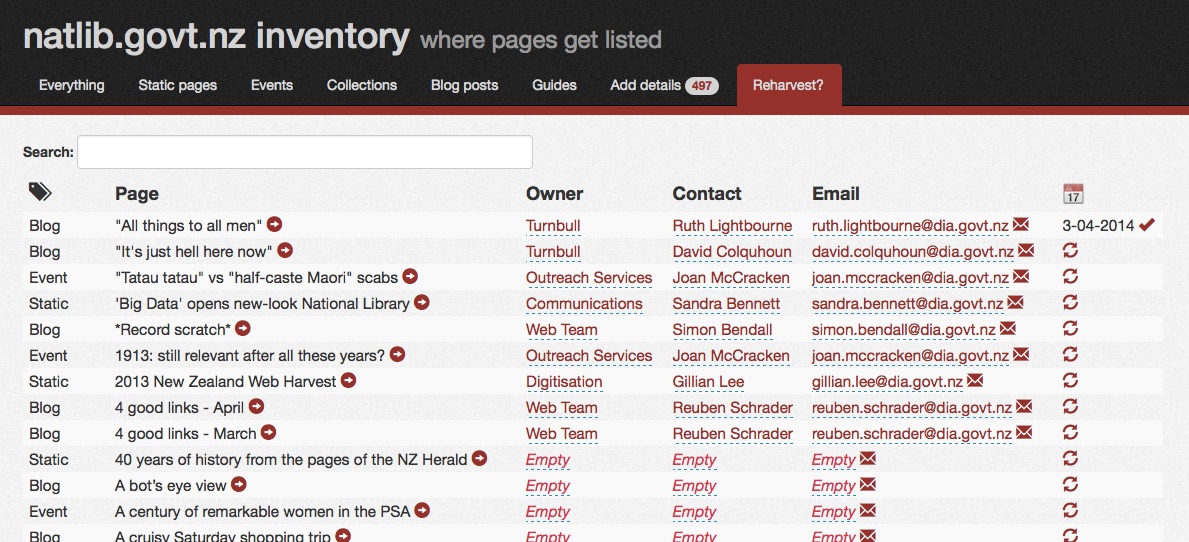 natlib.govt.nz inventory where pages get listed
Everything Static pages Events Collections Blog posts Guides Add details 497 Reharvest?
Search:
Page Owner Contact Email 17
Blog "All things to all men" Turnbull Ruth Lightbourne ruth.lightbourne@dia.govt.nz 3-04-2014
Blog "It's just hell here now" Turnbull David Colquhoun david.colquhoun@dia.govt.nz
Event "Tatau tatau" vs "half-caste Maori" scabs Outreach Services Joan McCracken joan.mccracken@dia.govt.nz
Static 'Big Data' opens new-look National Library Communications Sandra Bennett sandra.bennett@dia.govt.nz
Blog *Record scratch* Web Team Simon Bendall simon.bendall@dia.govt.nz
Event 1913: still relevant after all these years? Outreach Services Joan McCracken joan.mccracken@dia.govt.nz
Static 2013 New Zealand Web Harvest Digitisation Gillian Lee gillian.lee@dia.govt.nz
Blog 4 good links - April Web Team Reuben Schrader reuben.schrader@dia.govt.nz
Blog 4 good links - March Web Team Reuben Schrader reuben.schrader@dia.govt.nz
Static 40 years of history from the pages of the NZ Herald Empty Empty Empty
Blog A bot's eye view Empty Empty Empty
Event A century of remarkable women in the PSA Empty Empty Empty
Blog A cruisy Saturday shopping trip Empty Empty Empty